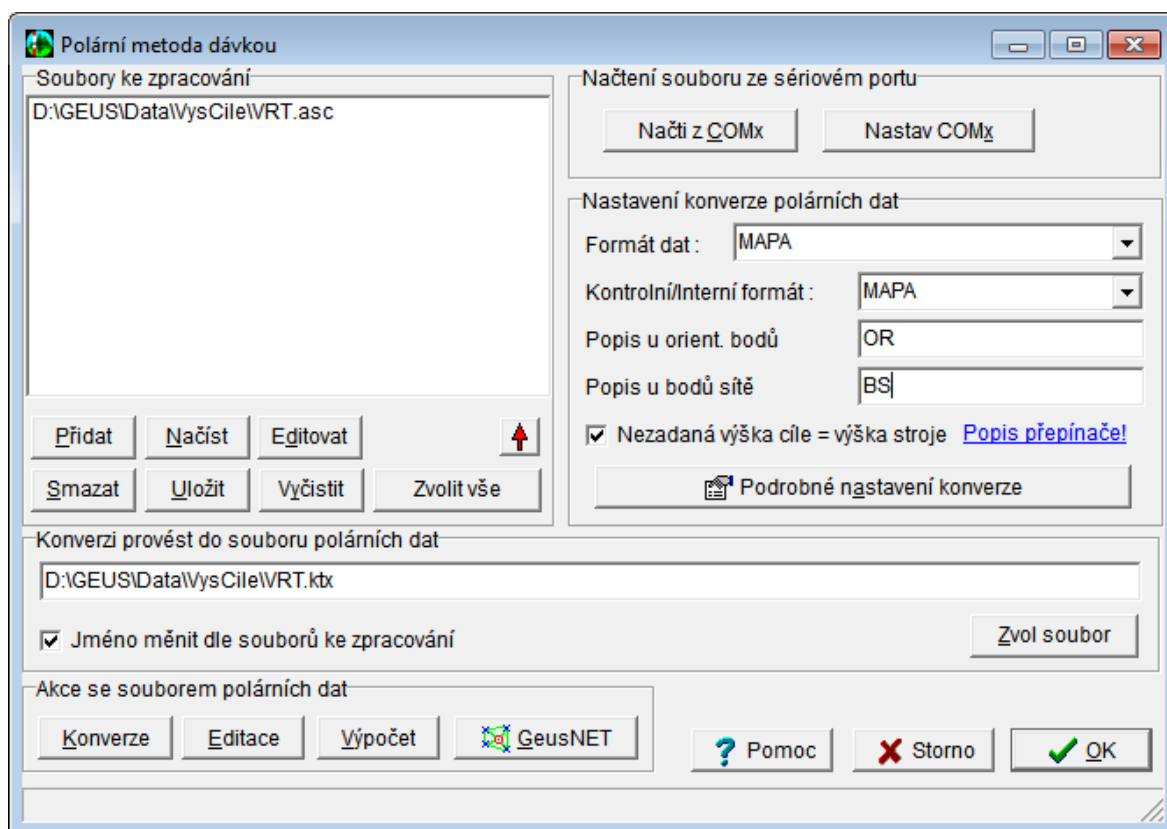 Polární metoda dávkou
Soubory ke zpracování
D:\GEUS\Data\VysCile\VRT.asc
Přidat
Načíst
Editovat
Smazat
Uložit
Vyčistit
Zvolit vše
Načtení souboru ze sériovém portu
Načti z COMx
Nastav COMx
Nastavení konverze polárních dat
Formát dat : MAPA
Kontrolní/Interní formát : MAPA
Popis u orient. bodů OR
Popis u bodů sítě BS
Nezadaná výška cíle = výška stroje Popis přepínače!
Podrobné nastavení konverze
Konverzi provést do souboru polárních dat
D:\GEUS\Data\VysCile\VRT.ktx
Jméno měnit dle souborů ke zpracování
Zvol soubor
Akce se souborem polárních dat
Konverze
Editace
Výpočet
GeusNET
Pomoc
Storno
OK